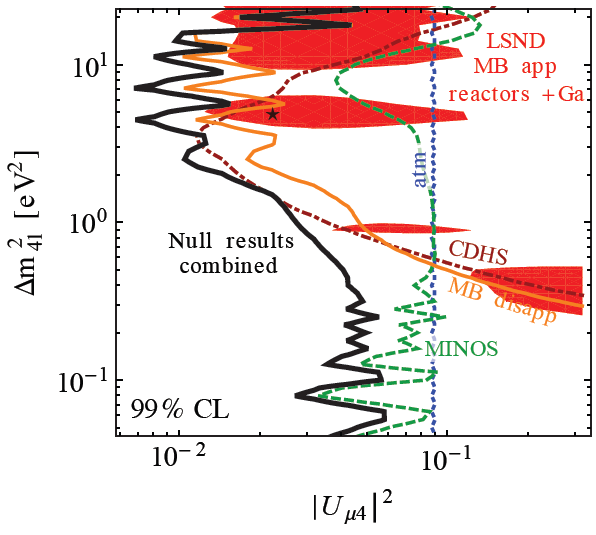 LSND
MB app
reactors +Ga
10¹
atm
Δm²₄₁ [eV²]
10⁰
Null results
combined
CDHS
MB disapp
MINOS
10⁻¹
99% CL
10⁻² 10⁻¹
|Uμ4|²